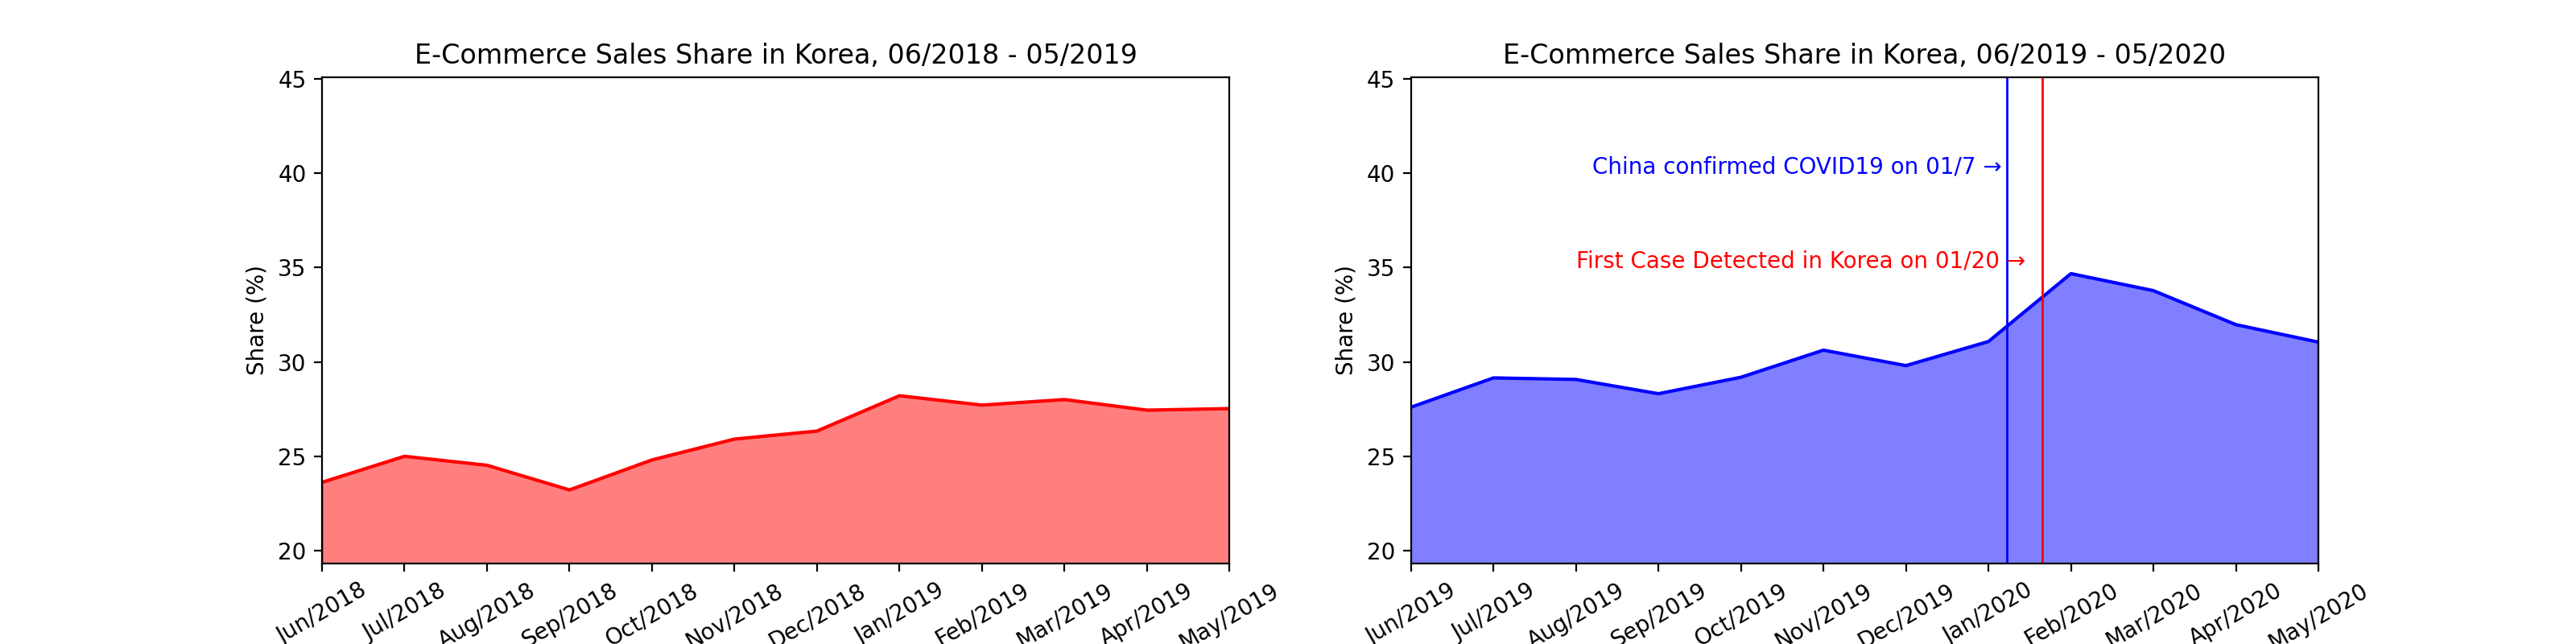 E-Commerce Sales Share in Korea, 06/2018 - 05/2019
45
40
35
30
25
20
Share (%)
Jun/2018
Jul/2018
Aug/2018
Sep/2018
Oct/2018
Nov/2018
Dec/2018
Jan/2019
Feb/2019
Mar/2019
Apr/2019
May/2019
E-Commerce Sales Share in Korea, 06/2019 - 05/2020
45
40
35
30
25
20
Share (%)
China confirmed COVID19 on 01/7 →
First Case Detected in Korea on 01/20 →
Jun/2019
Jul/2019
Aug/2019
Sep/2019
Oct/2019
Nov/2019
Dec/2019
Jan/2020
Feb/2020
Mar/2020
Apr/2020
May/2020